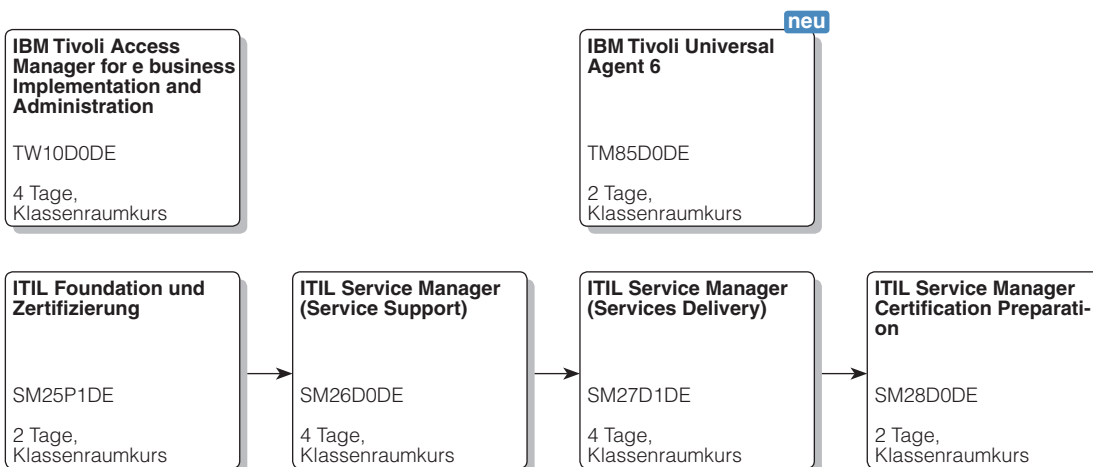 IBM Tivoli Access
Manager for e business
Implementation and
Administration
TW10D0DE
4 Tage,
Klassenraumkurs
neu
IBM Tivoli Universal
Agent 6
TM85D0DE
2 Tage,
Klassenraumkurs
ITIL Foundation und
Zertifizierung
SM25P1DE
2 Tage,
Klassenraumkurs
ITIL Service Manager
(Service Support)
SM26D0DE
4 Tage,
Klassenraumkurs
ITIL Service Manager
(Services Delivery)
SM27D1DE
4 Tage,
Klassenraumkurs
ITIL Service Manager
Certification Preparati-
on
SM28D0DE
2 Tage,
Klassenraumkurs